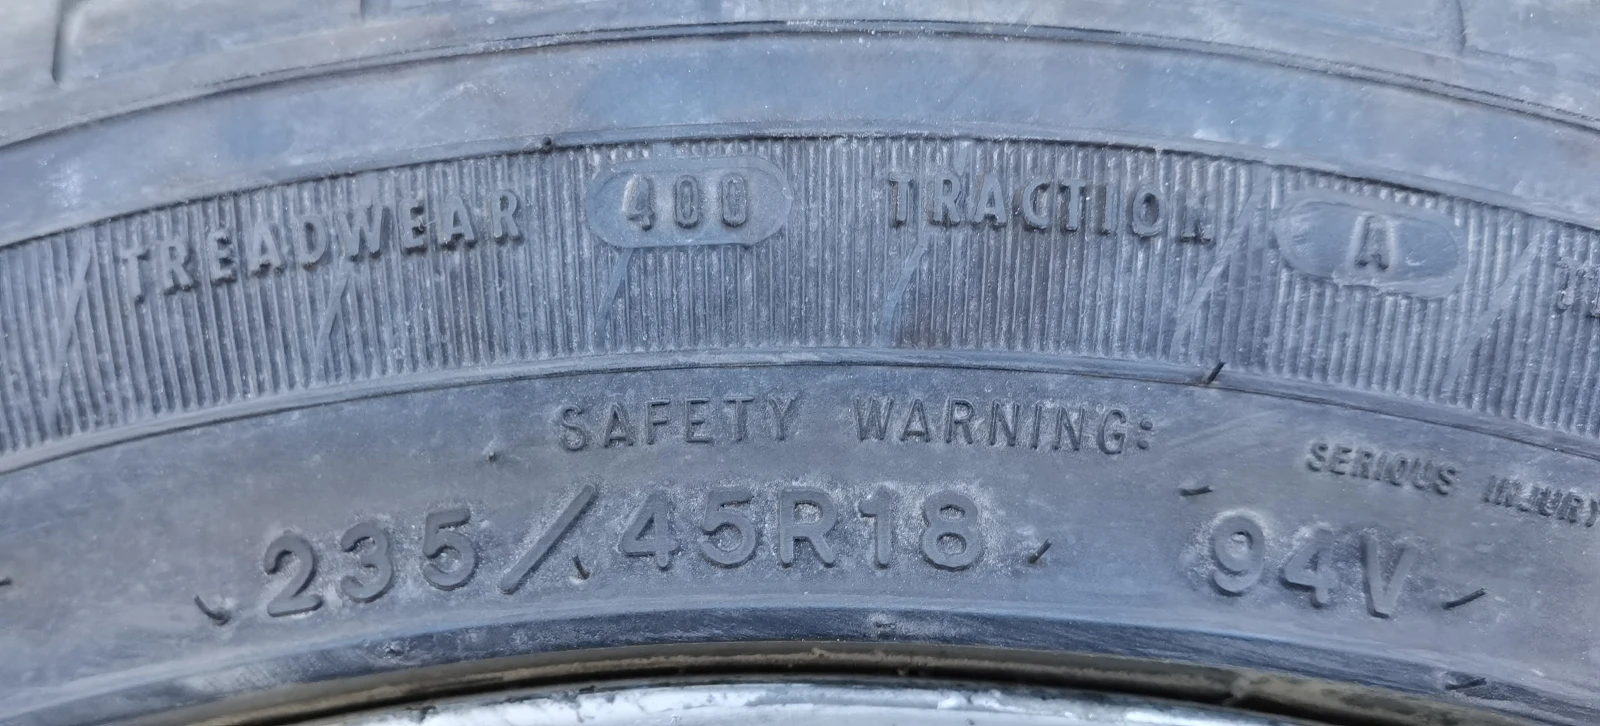 TREADWEAR 400 TRACTION A
SAFETY WARNING:
SERIOUS INJURY
235/45R18 94V